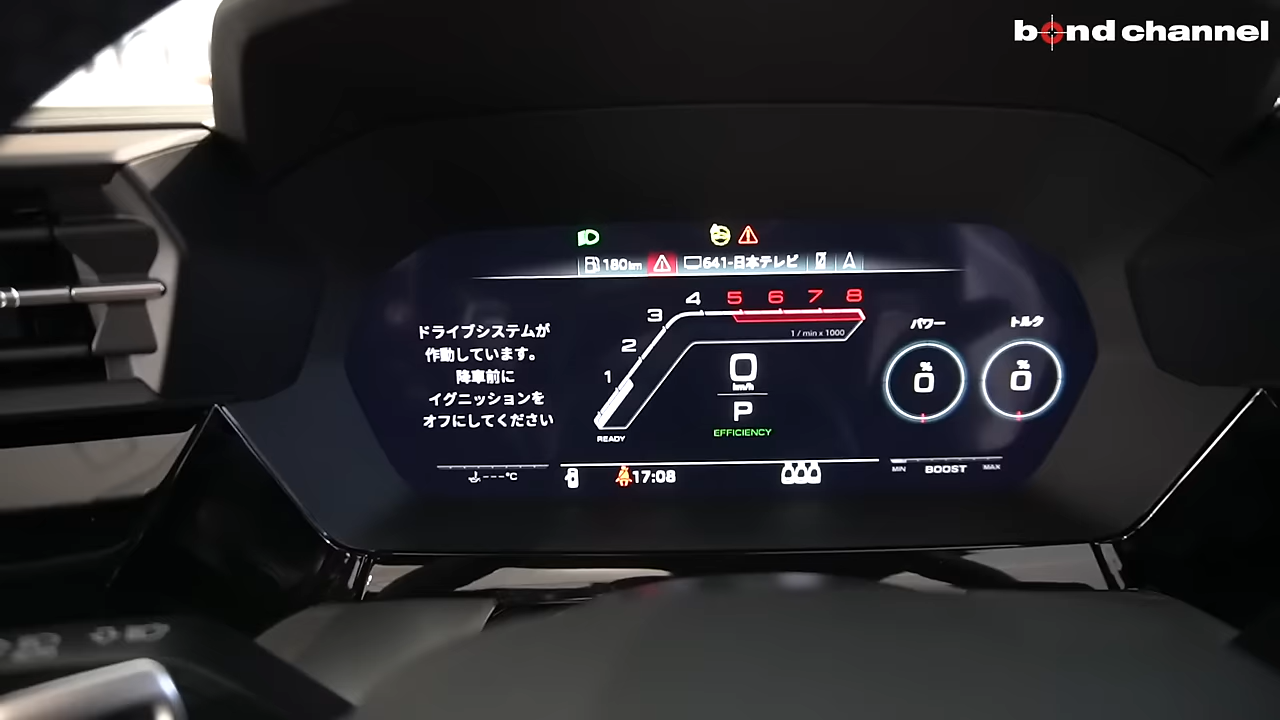 bond channel
180km
641-日本テレビ
4 5 6 7 8
3
2
1
1 / min x 1000
ドライブシステムが
作動しています。
降車前に
イグニッションを
オフにしてください
0
km/h
P
EFFICIENCY
READY
パワー
%
0
トルク
%
0
---°C
17:08
MIN BOOST MAX